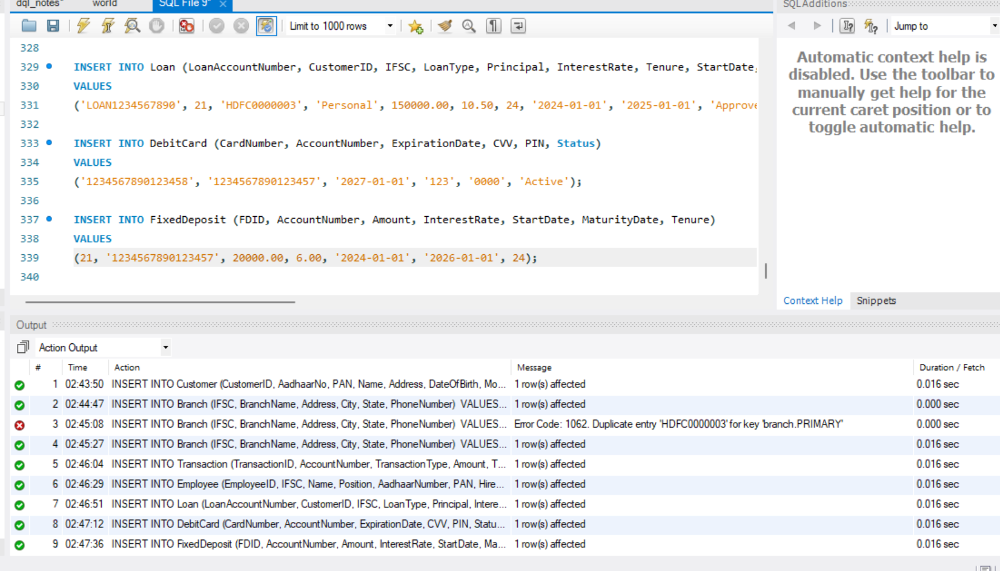 dql_notes* world SQL File 9* ×
SQLAdditions
Limit to 1000 rows
Jump to
328
329 INSERT INTO Loan (LoanAccountNumber, CustomerID, IFSC, LoanType, Principal, InterestRate, Tenure, StartDate,
330 VALUES
331 ('LOAN1234567890', 21, 'HDFC0000003', 'Personal', 150000.00, 10.50, 24, '2024-01-01', '2025-01-01', 'Approve
332
333 INSERT INTO DebitCard (CardNumber, AccountNumber, ExpirationDate, CVV, PIN, Status)
334 VALUES
335 ('1234567890123458', '1234567890123457', '2027-01-01', '123', '0000', 'Active');
336
337 INSERT INTO FixedDeposit (FDID, AccountNumber, Amount, InterestRate, StartDate, MaturityDate, Tenure)
338 VALUES
339 (21, '1234567890123457', 20000.00, 6.00, '2024-01-01', '2026-01-01', 24);
340
Automatic context help is
disabled. Use the toolbar to
manually get help for the
current caret position or to
toggle automatic help.
Context Help Snippets
Output
Action Output
# Time Action Message Duration / Fetch
1 02:43:50 INSERT INTO Customer (CustomerID, AadhaarNo, PAN, Name, Address, DateOfBirth, Mo... 1 row(s) affected 0.016 sec
2 02:44:47 INSERT INTO Branch (IFSC, BranchName, Address, City, State, PhoneNumber) VALUES... 1 row(s) affected 0.000 sec
3 02:45:08 INSERT INTO Branch (IFSC, BranchName, Address, City, State, PhoneNumber) VALUES... Error Code: 1062. Duplicate entry 'HDFC0000003' for key 'branch.PRIMARY' 0.000 sec
4 02:45:27 INSERT INTO Branch (IFSC, BranchName, Address, City, State, PhoneNumber) VALUES... 1 row(s) affected 0.016 sec
5 02:46:04 INSERT INTO Transaction (TransactionID, AccountNumber, TransactionType, Amount, T... 1 row(s) affected 0.016 sec
6 02:46:29 INSERT INTO Employee (EmployeeID, IFSC, Name, Position, AadhaarNumber, PAN, Hire... 1 row(s) affected 0.016 sec
7 02:46:51 INSERT INTO Loan (LoanAccountNumber, CustomerID, IFSC, LoanType, Principal, Intere... 1 row(s) affected 0.016 sec
8 02:47:12 INSERT INTO DebitCard (CardNumber, AccountNumber, ExpirationDate, CVV, PIN, Statu... 1 row(s) affected 0.016 sec
9 02:47:36 INSERT INTO FixedDeposit (FDID, AccountNumber, Amount, InterestRate, StartDate, Ma... 1 row(s) affected 0.016 sec